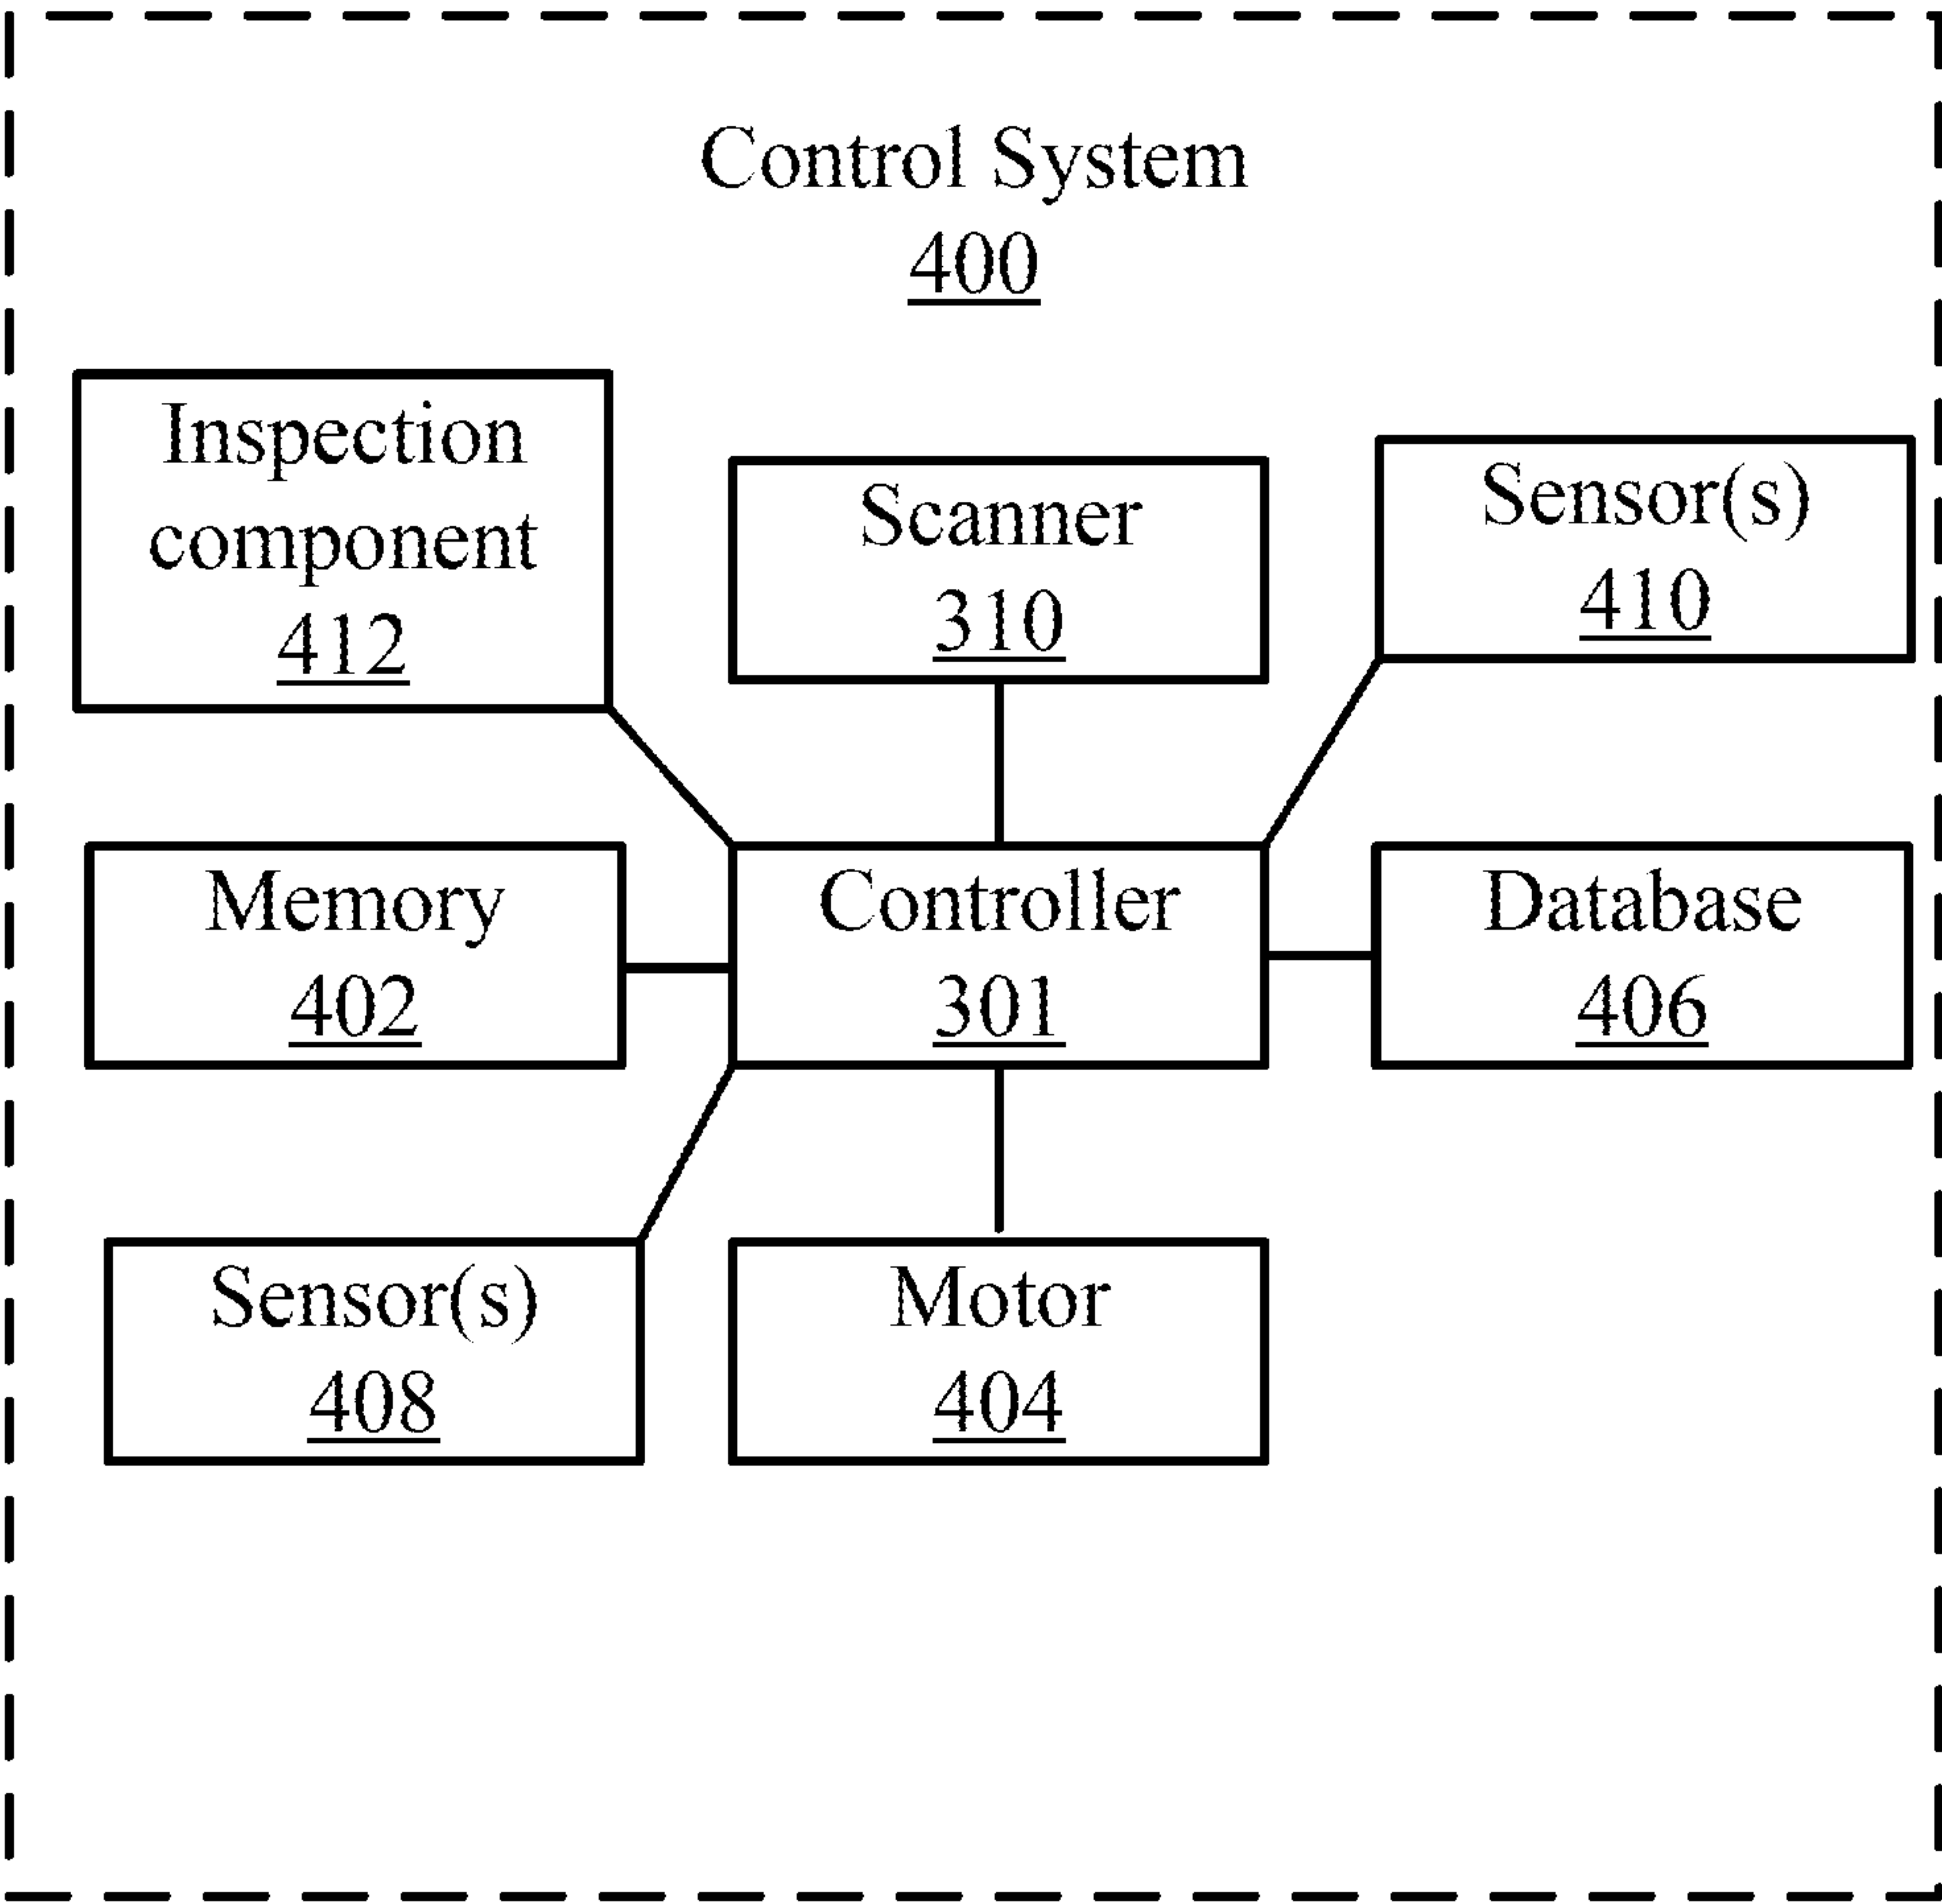 Control System
400
Inspection
component
412
Scanner
310
Sensor(s)
410
Memory
402
Controller
301
Database
406
Sensor(s)
408
Motor
404